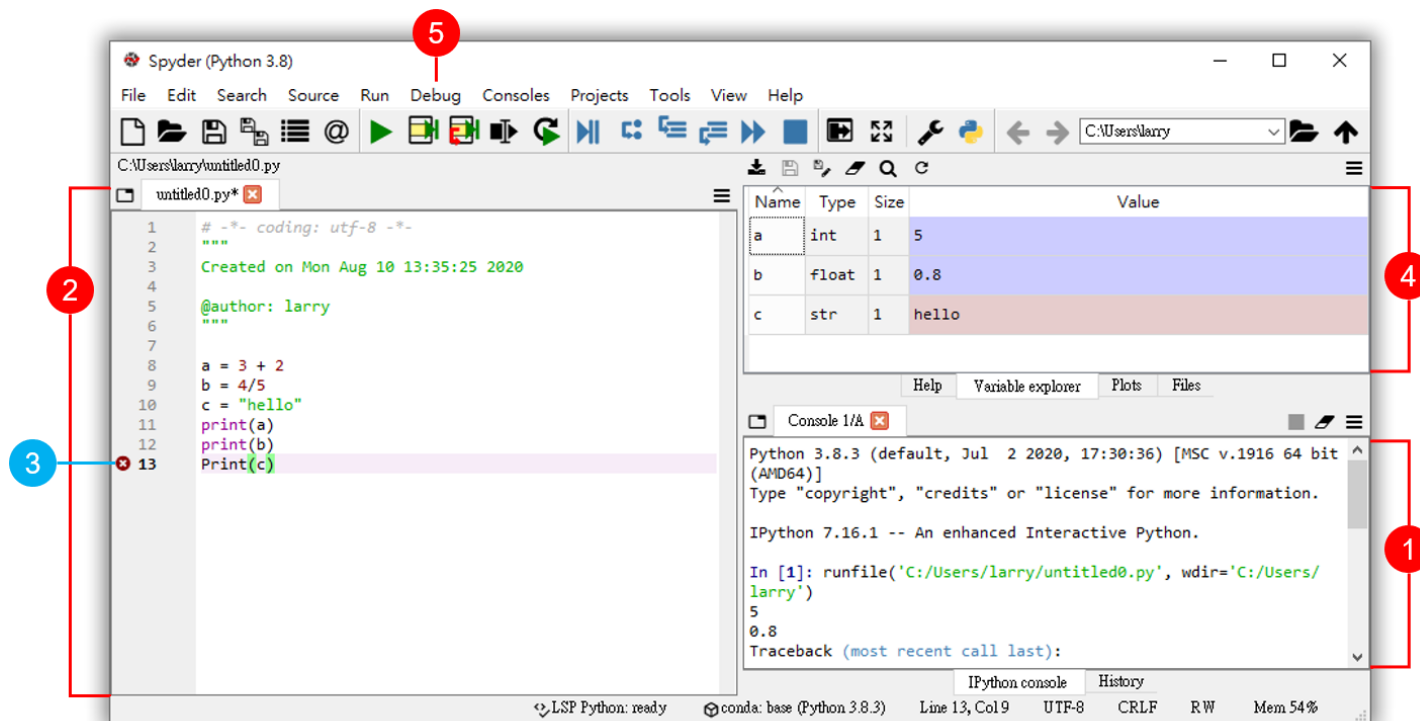 5
Spyder (Python 3.8)
File Edit Search Source Run Debug Consoles Projects Tools View Help
C:\Users\larry
C:\Users\larry\untitled0.py
untitled0.py*
2
1 # -*- coding: utf-8 -*-
2 """
3 Created on Mon Aug 10 13:35:25 2020
4
5 @author: larry
6 """
7
8 a = 3 + 2
9 b = 4/5
10 c = "hello"
11 print(a)
12 print(b)
3
13 Print(c)
Name Type Size Value
a int 1 5
b float 1 0.8
c str 1 hello
4
Help Variable explorer Plots Files
Console 1/A
Python 3.8.3 (default, Jul  2 2020, 17:30:36) [MSC v.1916 64 bit
(AMD64)]
Type "copyright", "credits" or "license" for more information.
IPython 7.16.1 -- An enhanced Interactive Python.
In [1]: runfile('C:/Users/larry/untitled0.py', wdir='C:/Users/
larry')
5
0.8
Traceback (most recent call last):
1
IPython console History
LSP Python: ready conda: base (Python 3.8.3) Line 13, Col 9 UTF-8 CRLF RW Mem 54%